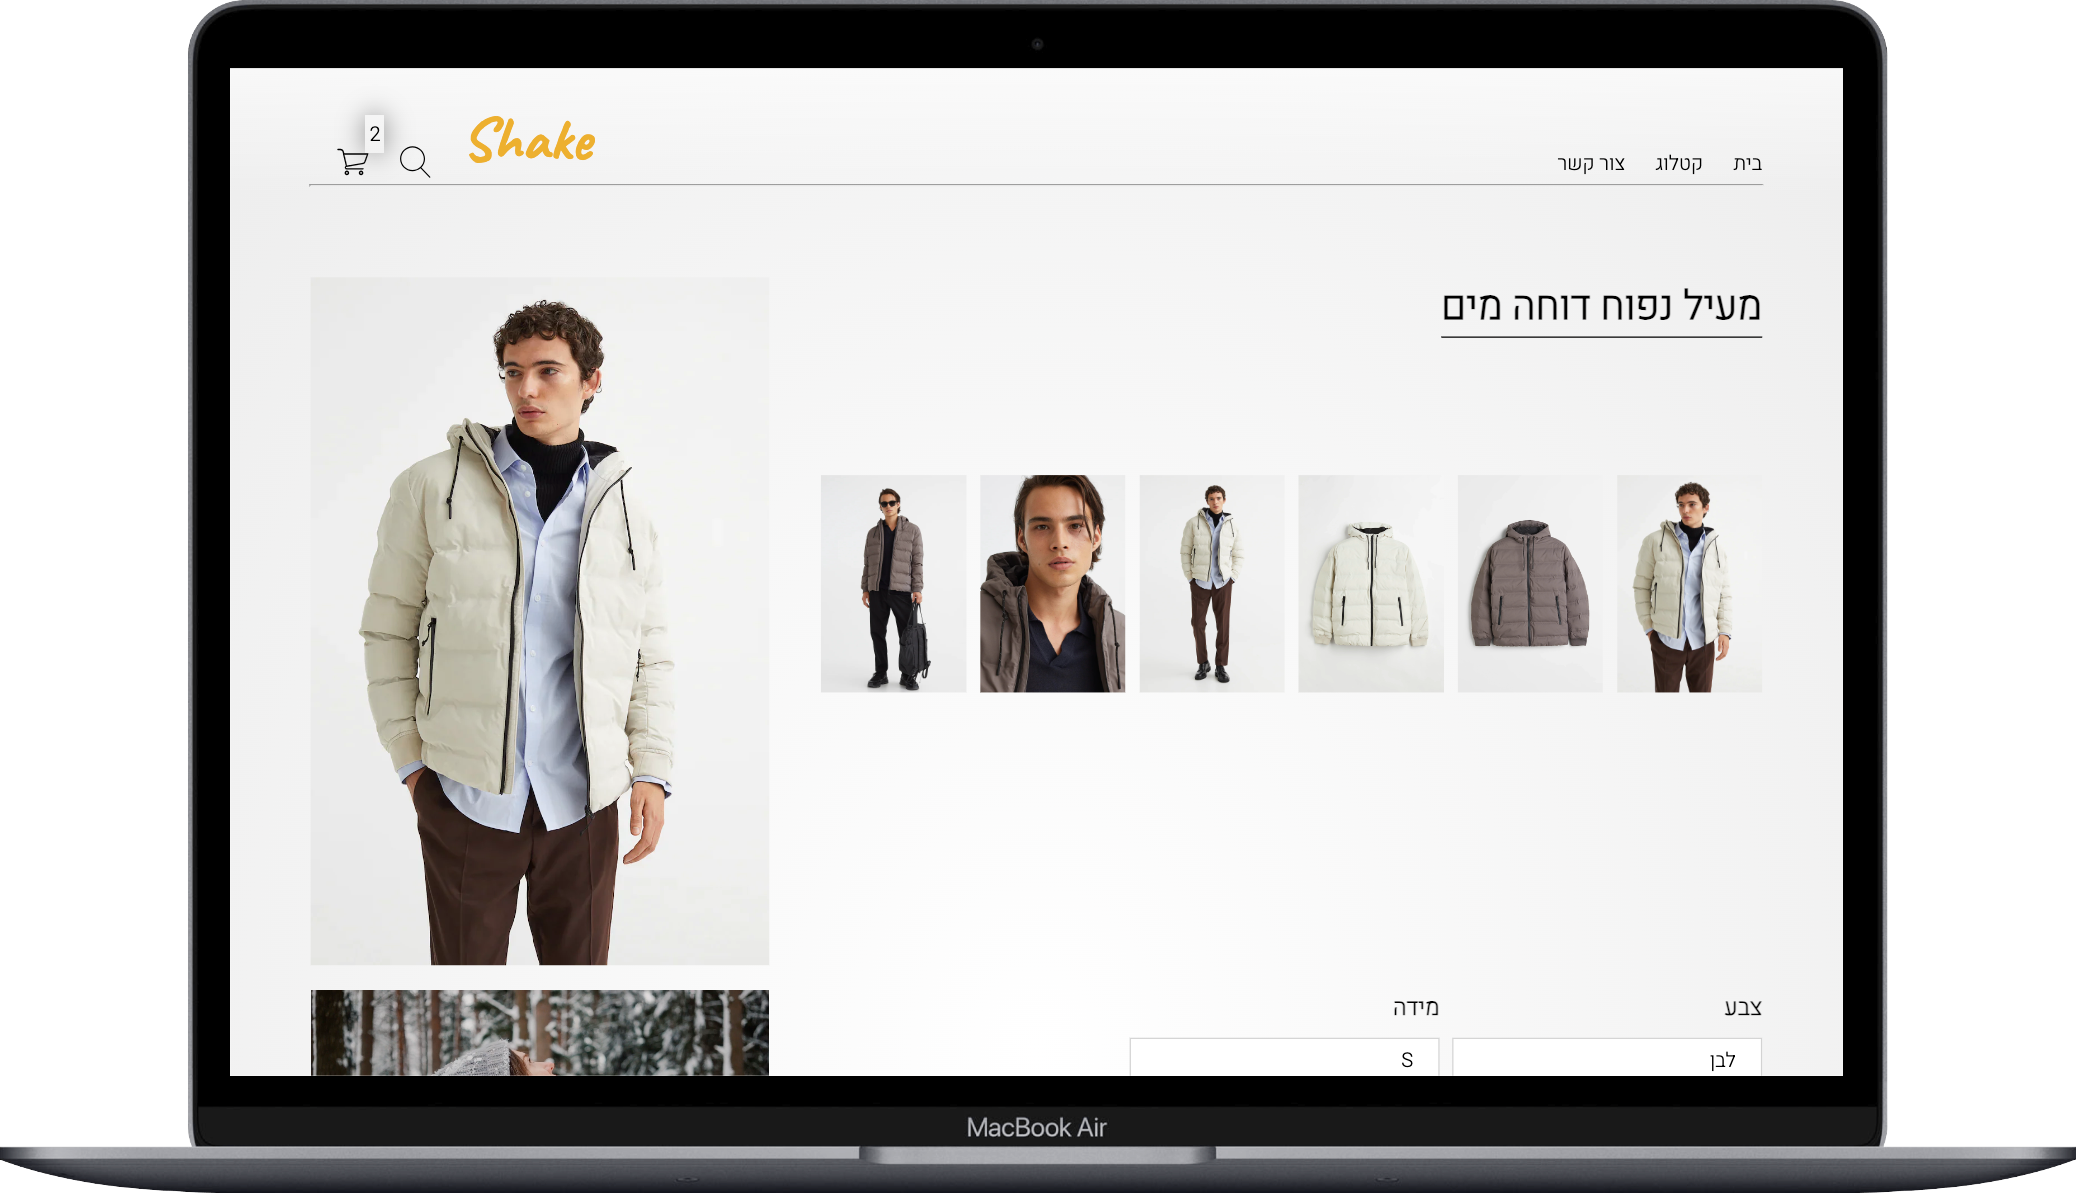 בית קטלוג צור קשר
Shake
2
מעיל נפוח דוחה מים
צבע
לבן
מידה
S
MacBook Air